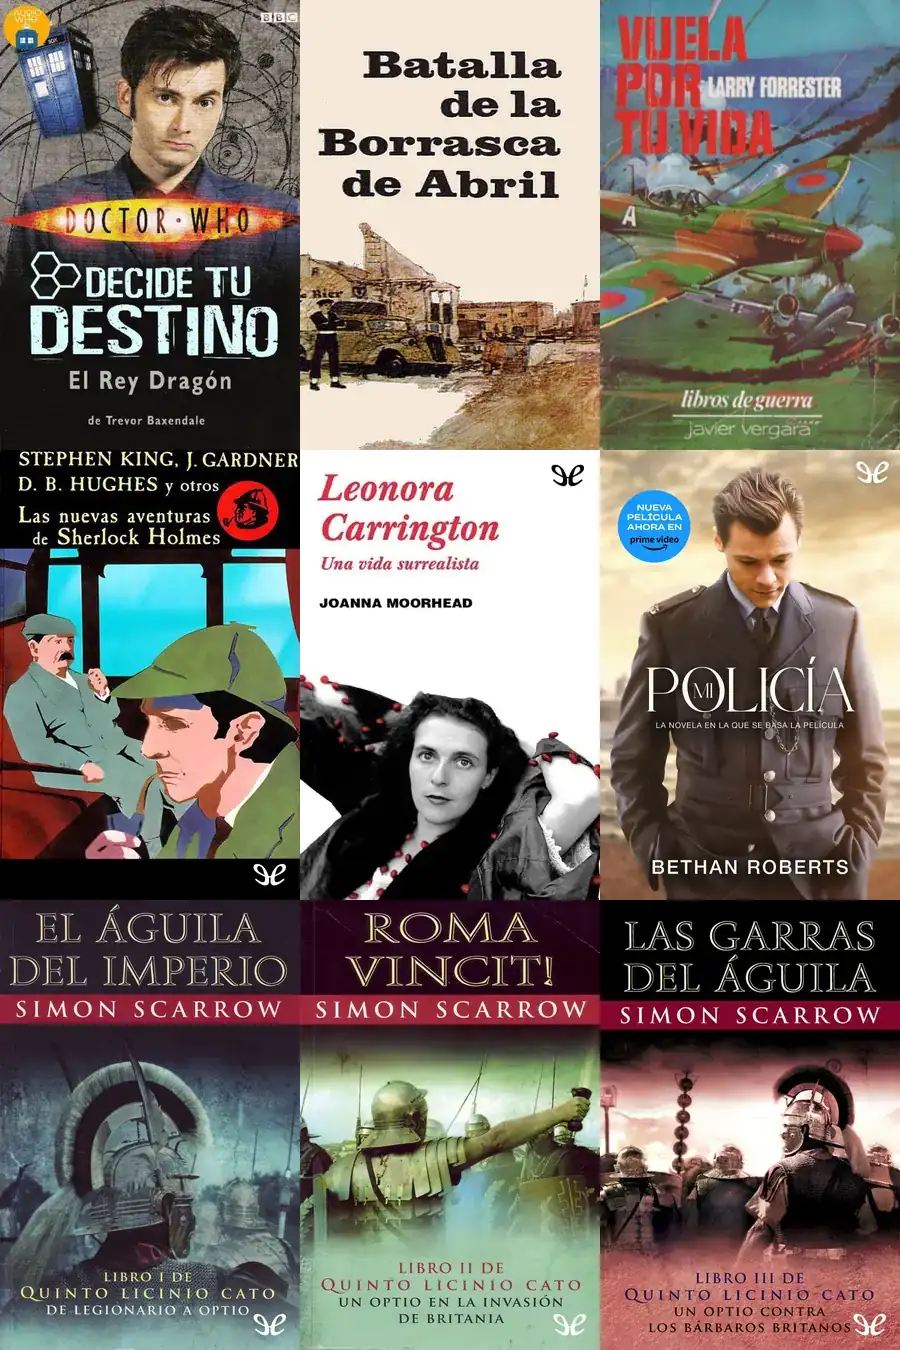 AUDIO
WHO
BBC
DOCTOR · WHO
DECIDE TU
DESTINO
El Rey Dragón
de Trevor Baxendale
Batalla
de la
Borrasca
de Abril
VUELA
POR
TU VIDA
LARRY FORRESTER
A
libros de guerra
javier vergara
STEPHEN KING, J. GARDNER
D. B. HUGHES y otros
Las nuevas aventuras
de Sherlock Holmes
Leonora
Carrington
Una vida surrealista
JOANNA MOORHEAD
NUEVA
PELÍCULA
AHORA EN
prime video
MI
POLICÍA
LA NOVELA EN LA QUE SE BASA LA PELÍCULA
BETHAN ROBERTS
EL ÁGUILA
DEL IMPERIO
SIMON SCARROW
LIBRO I DE
QUINTO LICINIO CATO
DE LEGIONARIO A OPTIO
ROMA
VINCIT!
SIMON SCARROW
LIBRO II DE
QUINTO LICINIO CATO
UN OPTIO EN LA INVASIÓN
DE BRITANIA
LAS GARRAS
DEL ÁGUILA
SIMON SCARROW
LIBRO III DE
QUINTO LICINIO CATO
UN OPTIO CONTRA
LOS BÁRBAROS BRITANOS